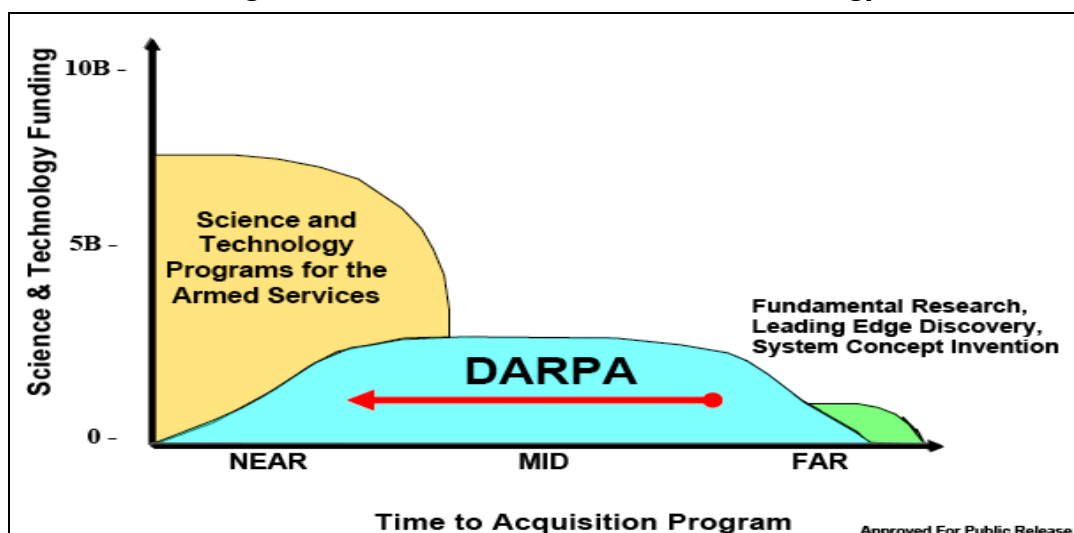 10B -
5B -
0 -
Science & Technology Funding
Science and
Technology
Programs for the
Armed Services
DARPA
Fundamental Research,
Leading Edge Discovery,
System Concept Invention
NEAR MID FAR
Time to Acquisition Program
Approved For Public Release